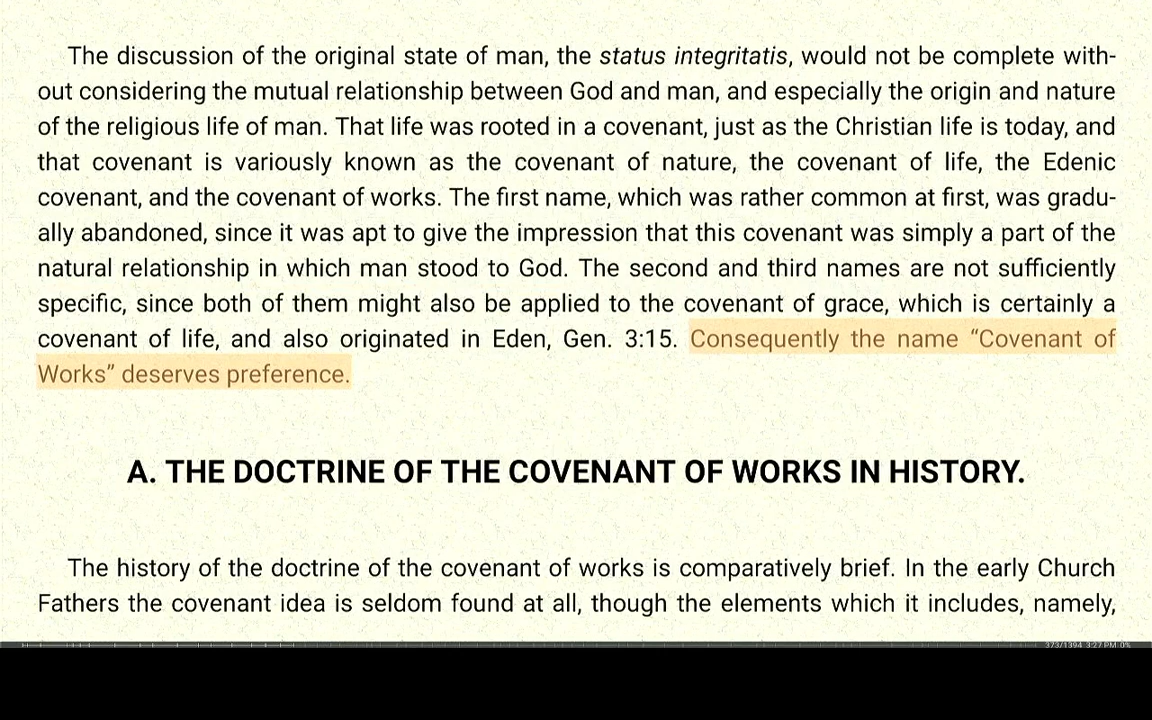 The discussion of the original state of man, the status integritatis, would not be complete with-
out considering the mutual relationship between God and man, and especially the origin and nature
of the religious life of man. That life was rooted in a covenant, just as the Christian life is today, and
that covenant is variously known as the covenant of nature, the covenant of life, the Edenic
covenant, and the covenant of works. The first name, which was rather common at first, was gradu-
ally abandoned, since it was apt to give the impression that this covenant was simply a part of the
natural relationship in which man stood to God. The second and third names are not sufficiently
specific, since both of them might also be applied to the covenant of grace, which is certainly a
covenant of life, and also originated in Eden, Gen. 3:15. Consequently the name “Covenant of
Works” deserves preference.
A. THE DOCTRINE OF THE COVENANT OF WORKS IN HISTORY.
The history of the doctrine of the covenant of works is comparatively brief. In the early Church
Fathers the covenant idea is seldom found at all, though the elements which it includes, namely,
373/1394 3:27 PM 0%